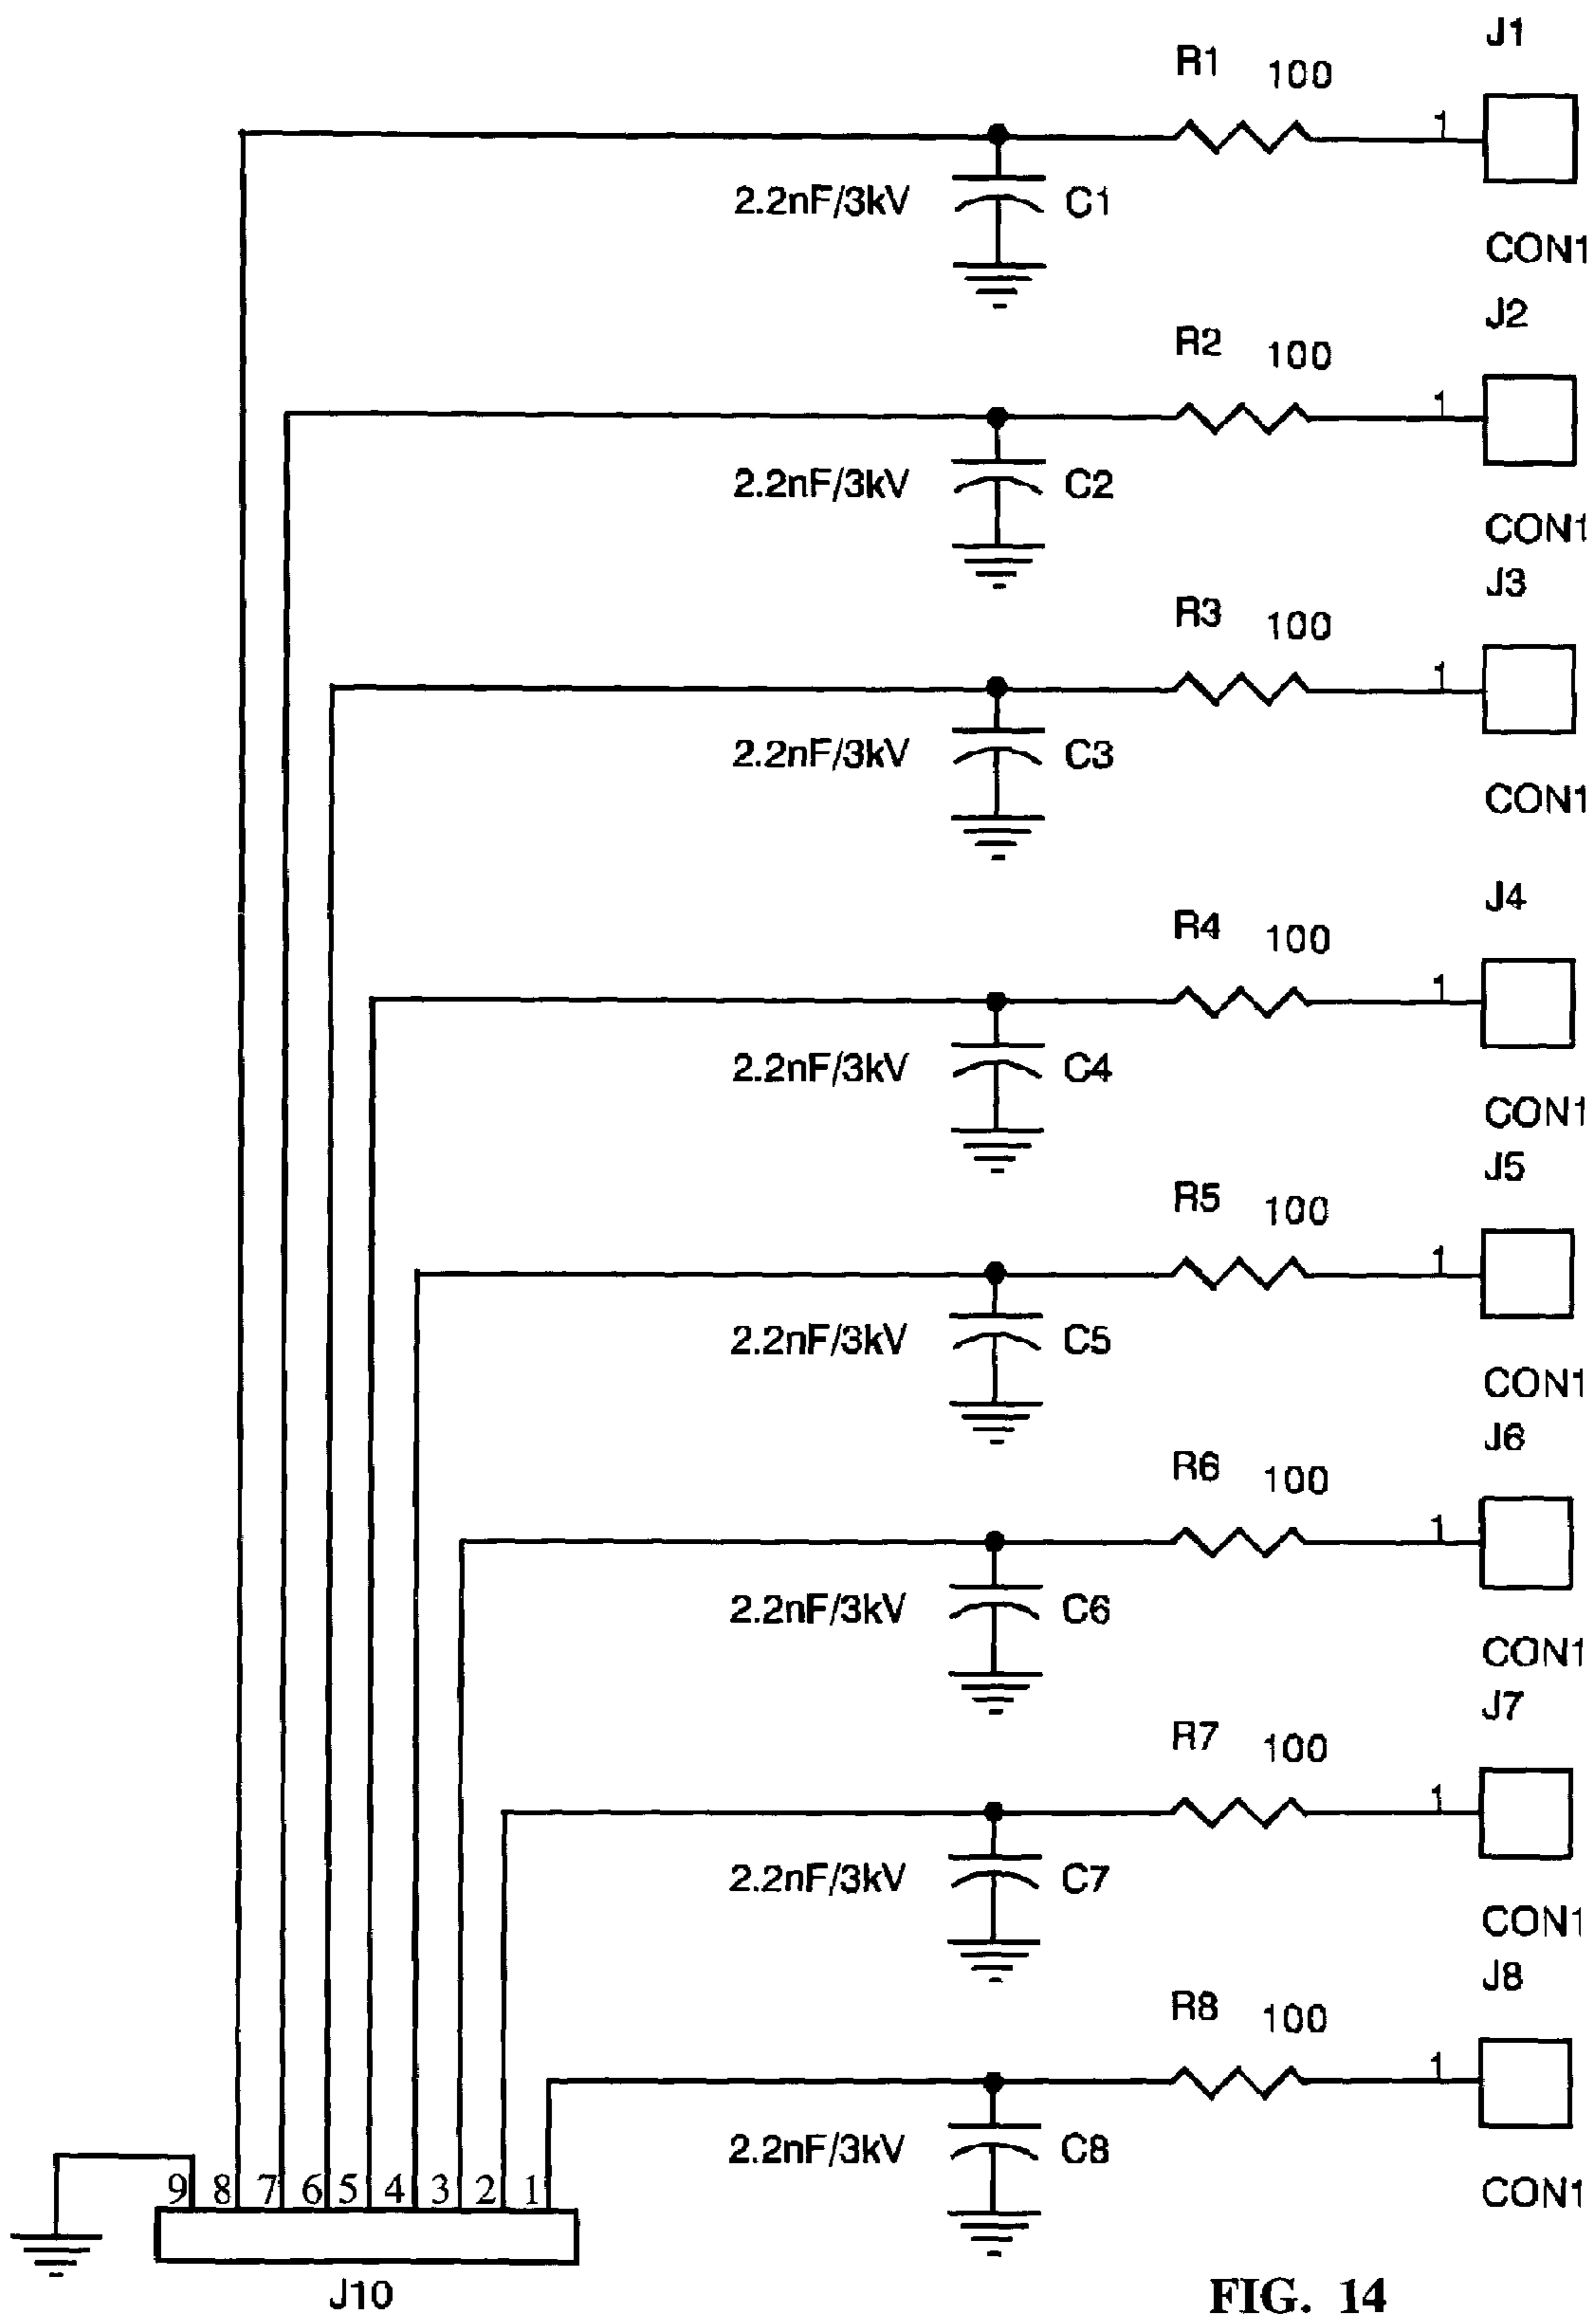 J1
R1 100
1
2.2nF/3kV C1
CON1
J2
R2 100
1
2.2nF/3kV C2
CON1
J3
R3 100
1
2.2nF/3kV C3
CON1
J4
R4 100
1
2.2nF/3kV C4
CON1
J5
R5 100
1
2.2nF/3kV C5
CON1
J6
R6 100
1
2.2nF/3kV C6
CON1
J7
R7 100
1
2.2nF/3kV C7
CON1
J8
R8 100
1
2.2nF/3kV C8
9 8 7 6 5 4 3 2 1
CON1
J10
FIG. 14